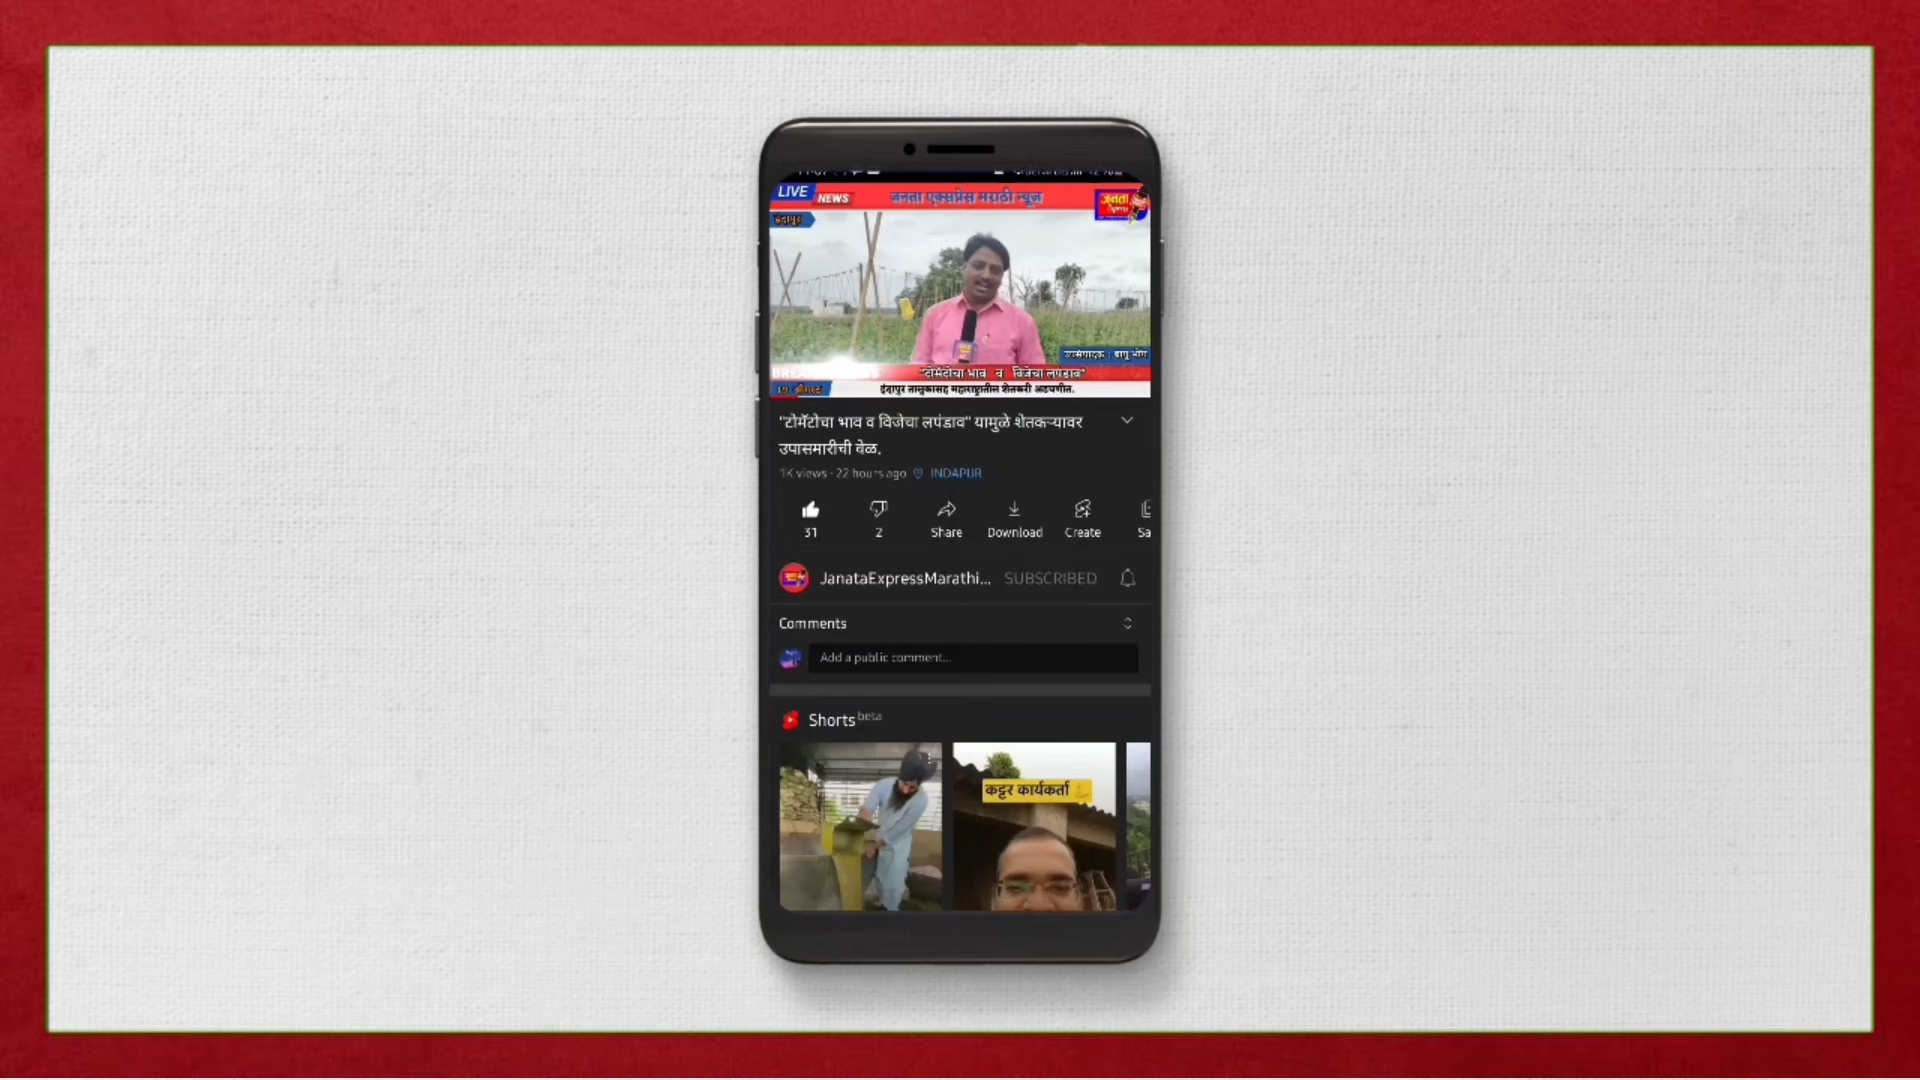 LIVE
NEWS
जनता एक्सप्रेस मराठी न्यूज
जनता
इंदापूर
"टोमॅटोचा भाव व विजेचा लपंडाव"
इंदापूर तालुकासह महाराष्ट्रातील शेतकरी अडचणीत.
"टोमॅटोचा भाव व विजेचा लपंडाव" यामुळे शेतकऱ्यावर
उपासमारीची वेळ.
1K views · 22 hours ago INDAPUR
31
2
Share
Download
Create
Sa
JanataExpressMarathi...
SUBSCRIBED
Comments
Add a public comment...
Shorts beta
कट्टर कार्यकर्ता